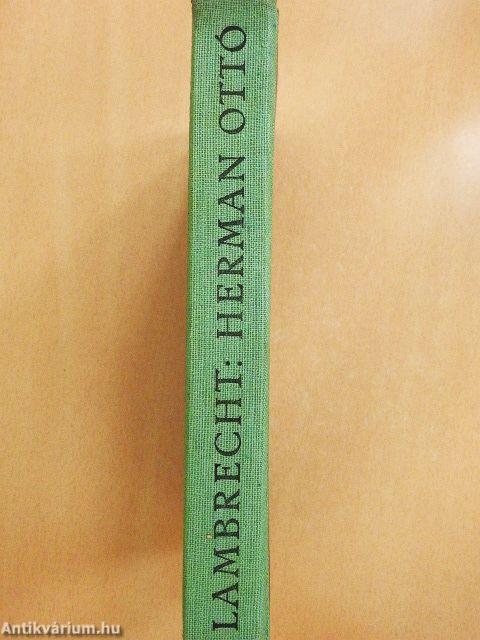 LAMBRECHT: HERMAN OTTÓ
Antikvárium.hu